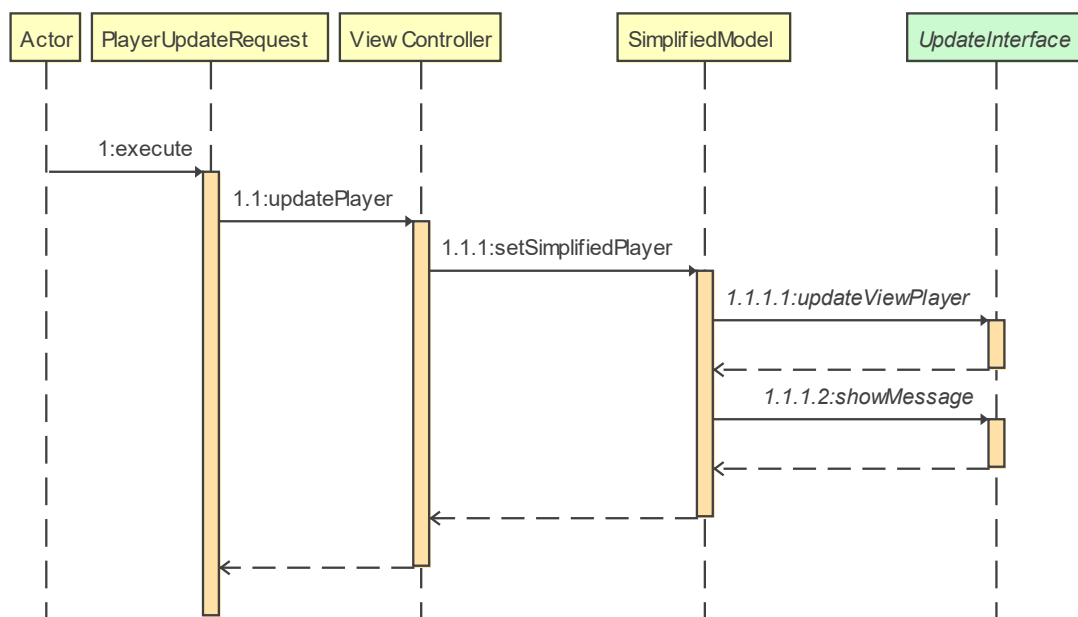 Actor
PlayerUpdateRequest
View Controller
SimplifiedModel
UpdateInterface
1:execute
1.1:updatePlayer
1.1.1:setSimplifiedPlayer
1.1.1.1:updateViewPlayer
1.1.1.2:showMessage